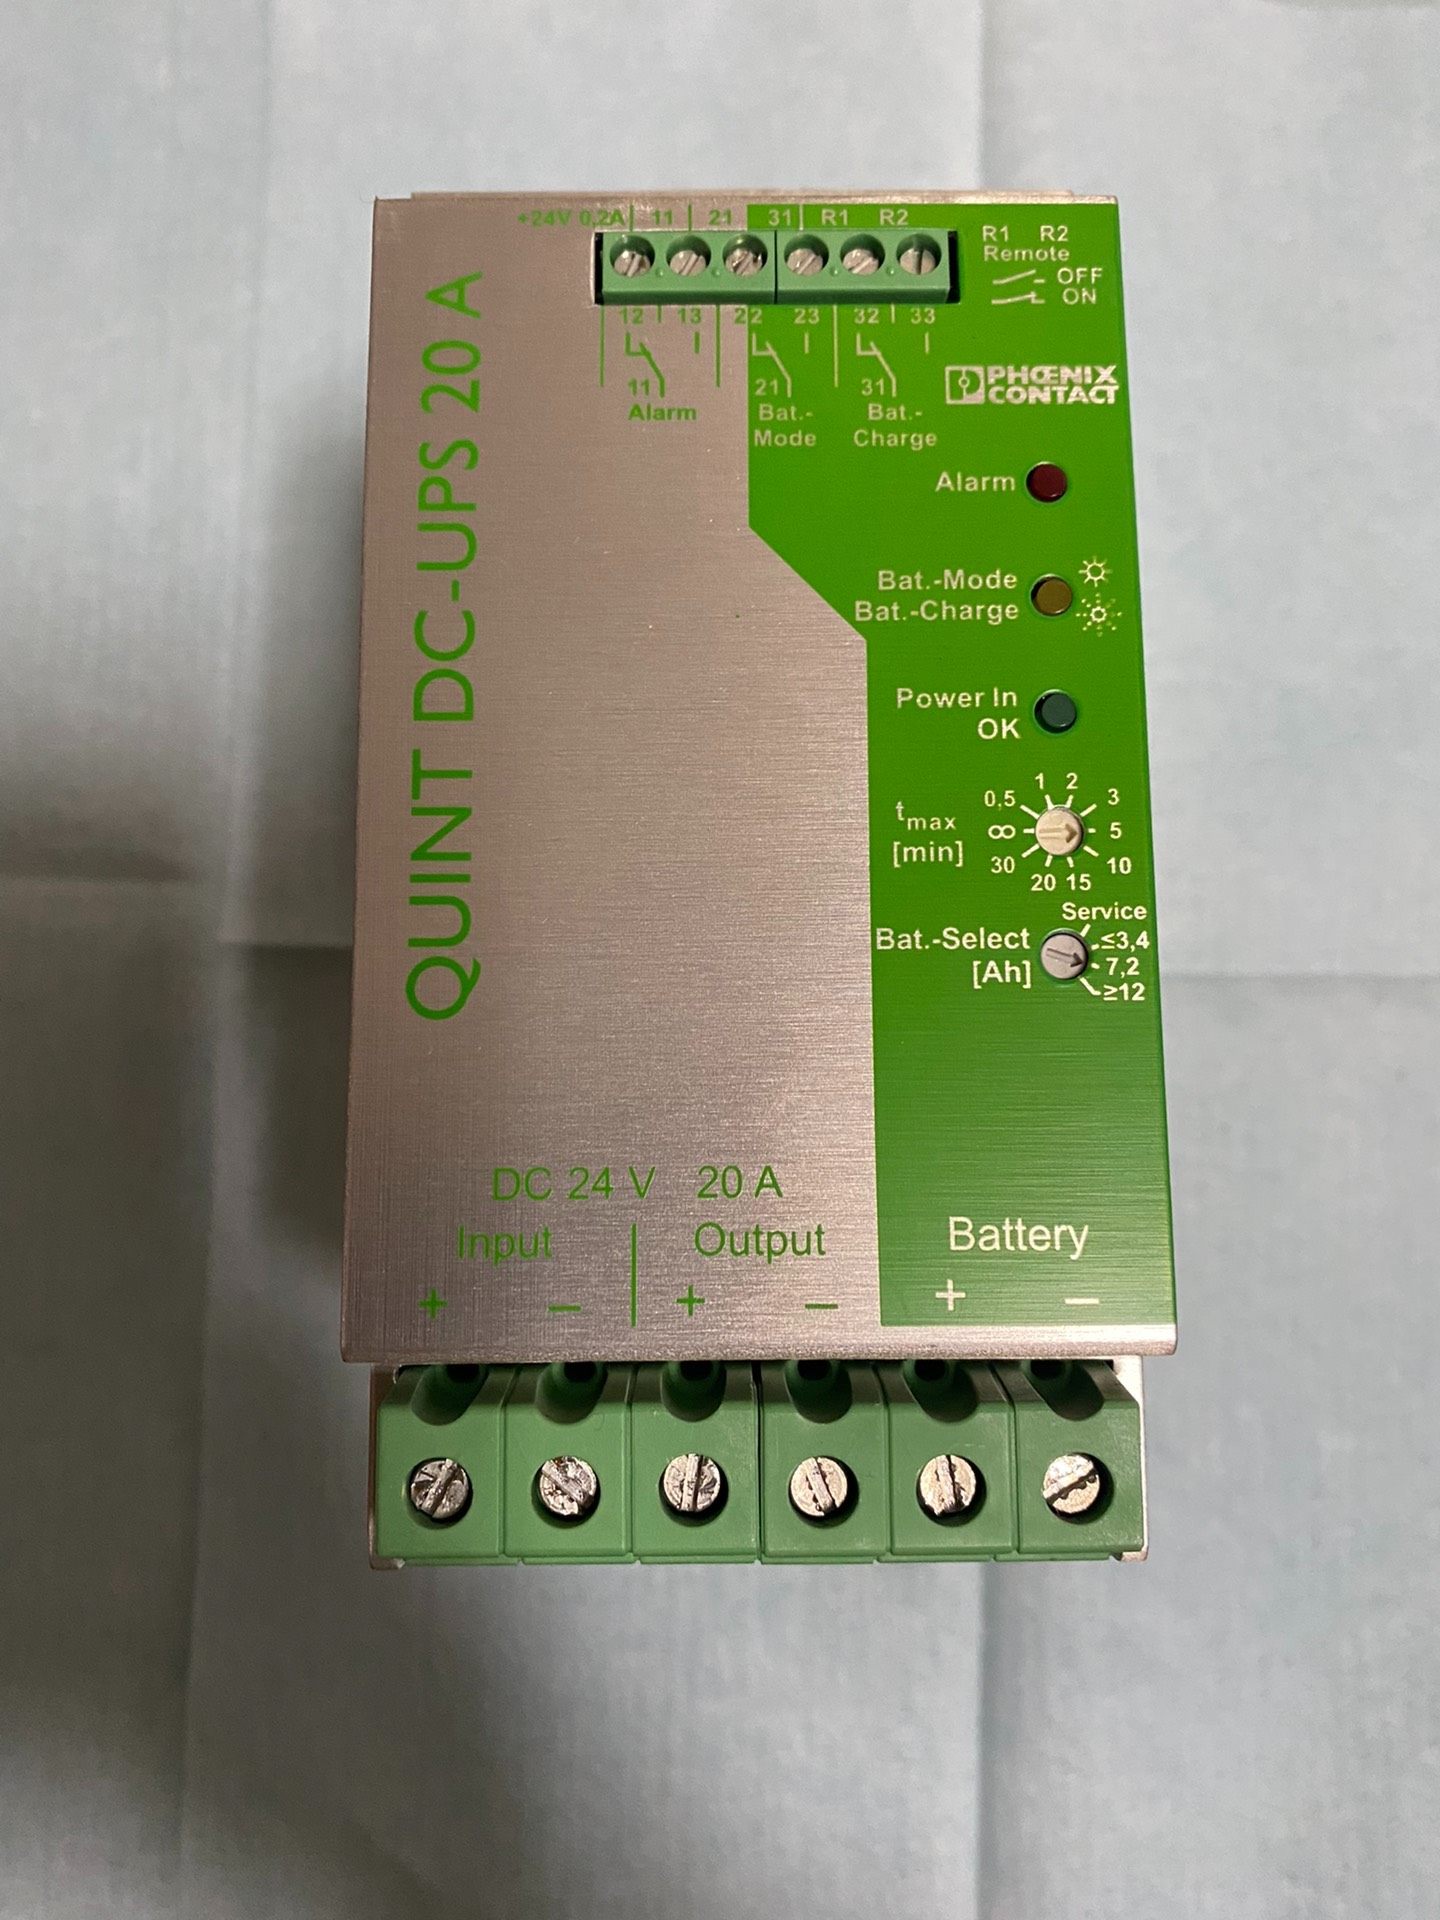 +24V 0,2A 11 21 31 R1 R2
R1 R2
Remote
OFF
ON
12 13 22 23 32 33
11 21 31
Alarm
Bat.-
Mode
Bat.-
Charge
PHŒNIX
CONTACT
QUINT DC-UPS 20 A
Alarm
Bat.-Mode
Bat.-Charge
Power In
OK
tmax
[min]
1 2
0,5 3
∞ 5
30 10
20 15
Service
Bat.-Select
[Ah]
≤3,4
7,2
≥12
DC 24 V 20 A
Input Output
+ – + –
Battery
+ –